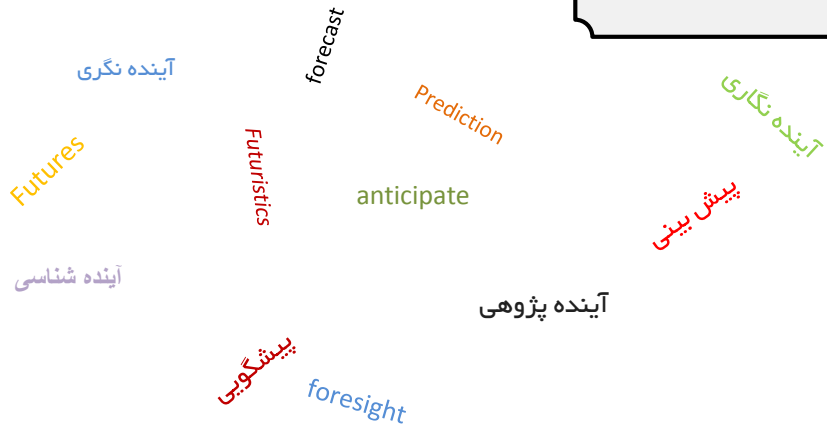 forecast
آینده نگری
Prediction
آینده نگاری
Futures
Futuristics
anticipate
پیش بینی
آینده شناسی
آینده پژوهی
پیشگویی
foresight